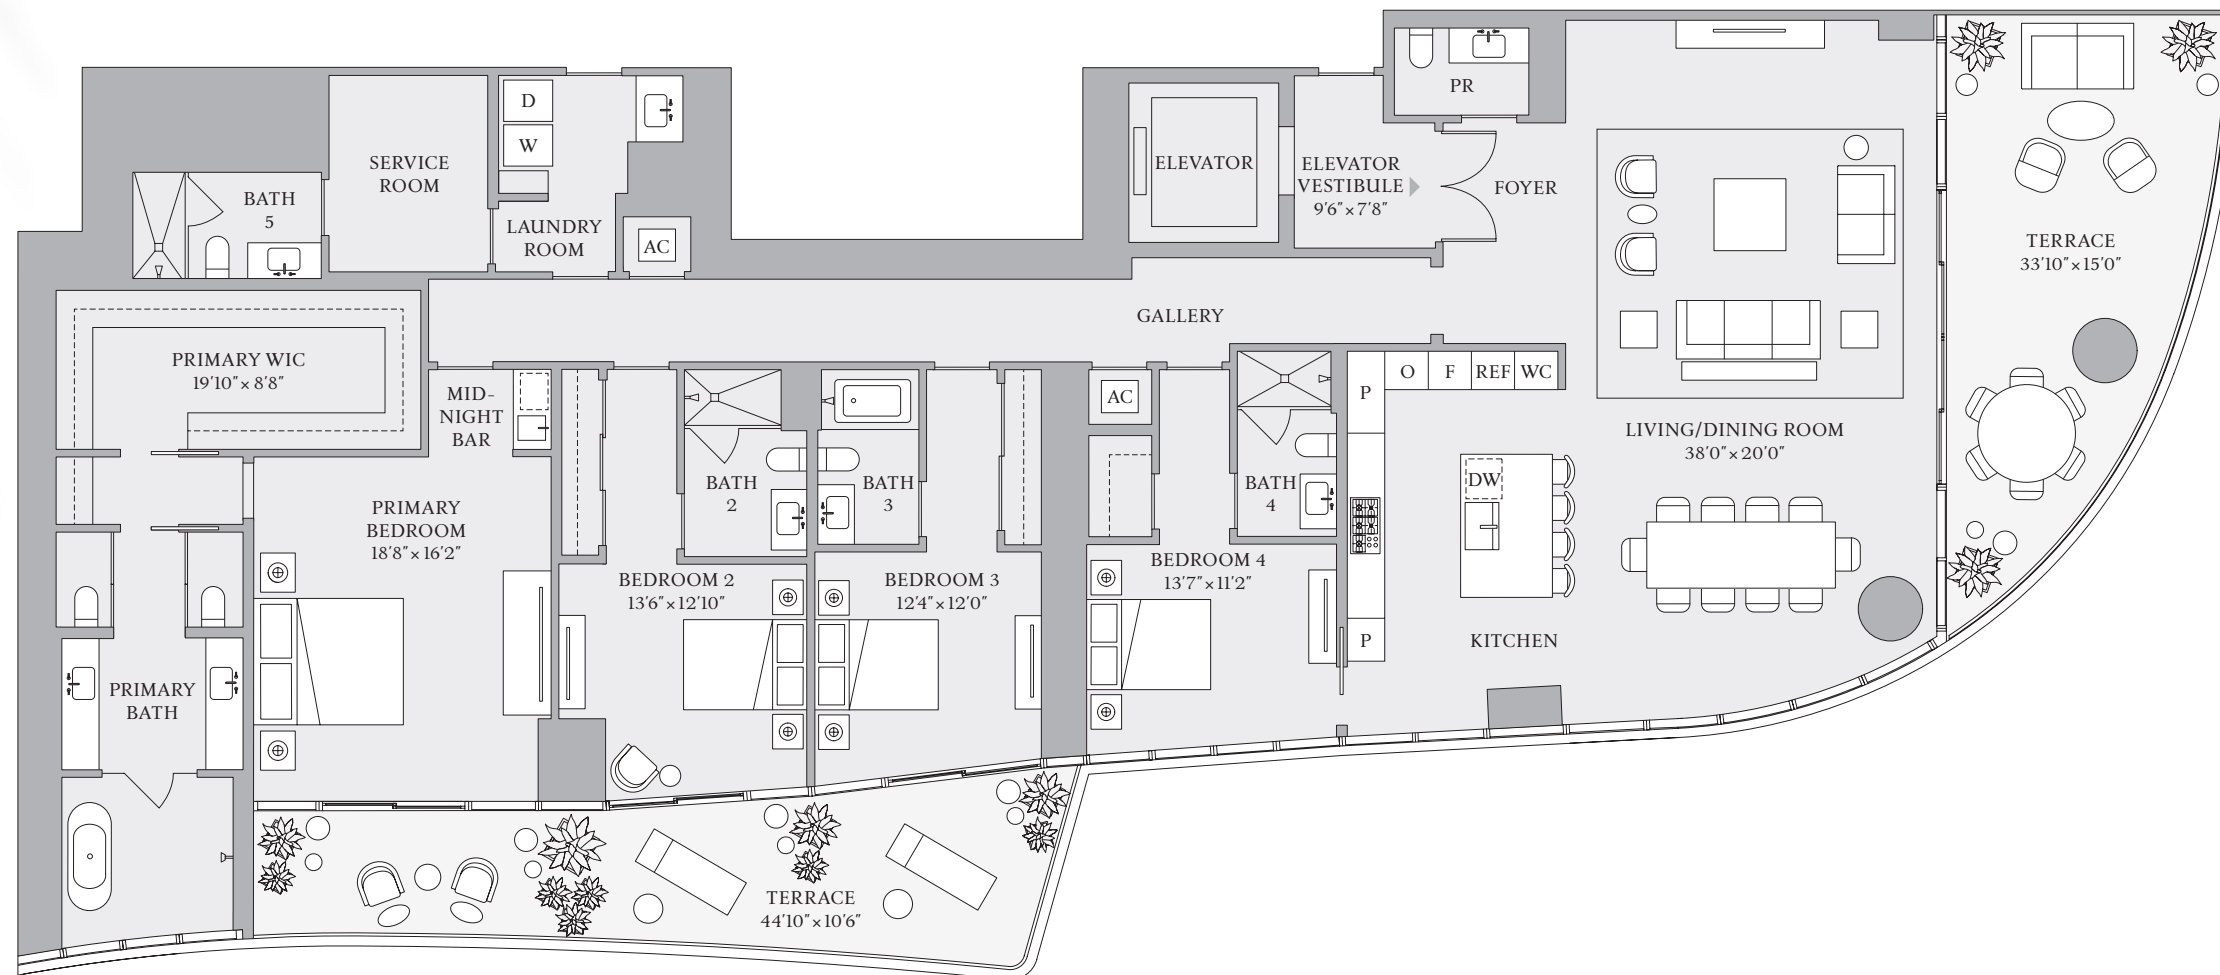 PR
D
W
SERVICE
ROOM
ELEVATOR
ELEVATOR
VESTIBULE
9'6"×7'8"
FOYER
BATH
5
LAUNDRY
ROOM
AC
TERRACE
33'10"×15'0"
GALLERY
PRIMARY WIC
19'10"×8'8"
MID-
NIGHT
BAR
AC
P
O
F
REF
WC
LIVING/DINING ROOM
38'0"×20'0"
BATH
2
BATH
3
BATH
4
DW
PRIMARY
BEDROOM
18'8"×16'2"
BEDROOM 2
13'6"×12'10"
BEDROOM 3
12'4"×12'0"
BEDROOM 4
13'7"×11'2"
P
KITCHEN
PRIMARY
BATH
TERRACE
44'10"×10'6"